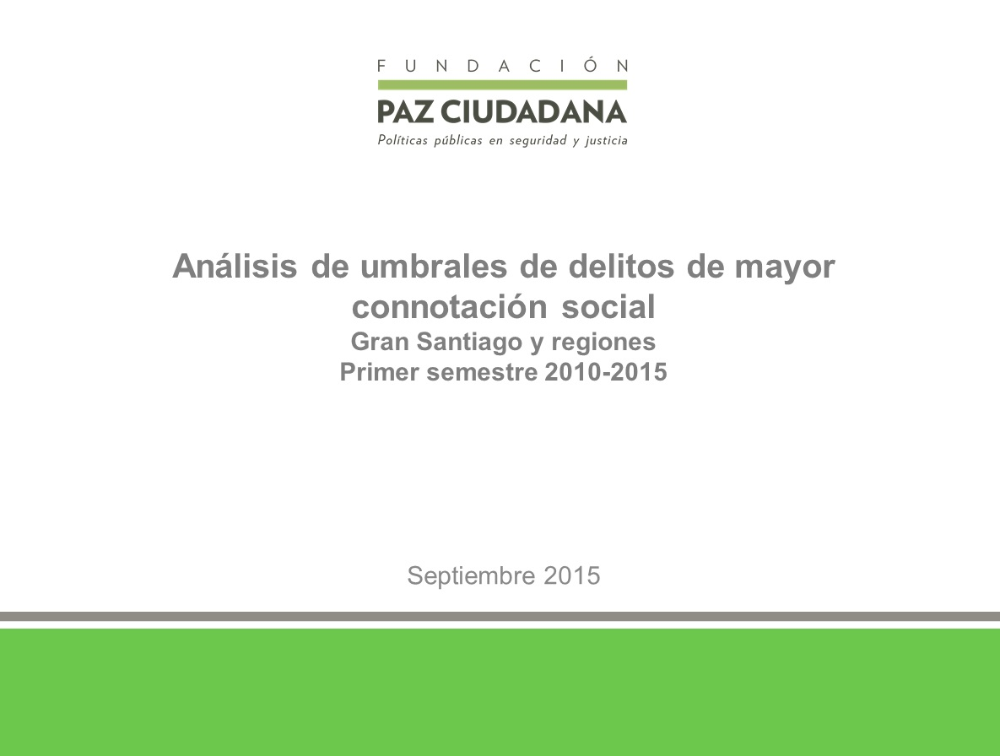 FUNDACIÓN
PAZ CIUDADANA
Políticas públicas en seguridad y justicia
Análisis de umbrales de delitos de mayor
connotación social
Gran Santiago y regiones
Primer semestre 2010-2015
Septiembre 2015